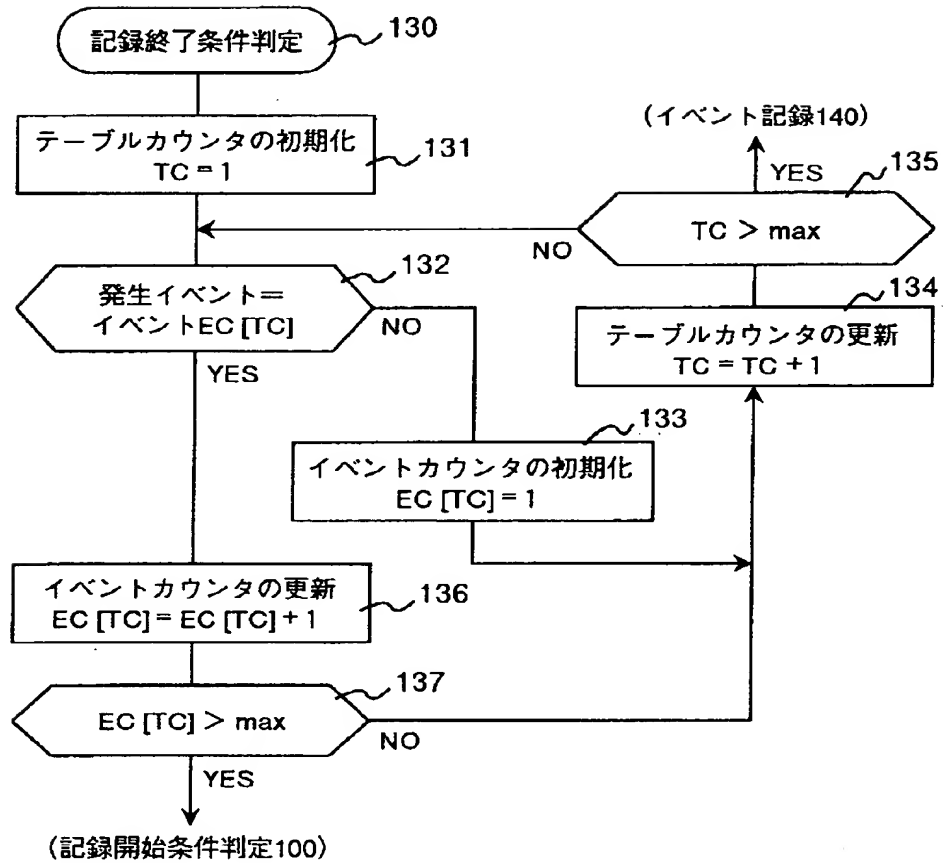 記録終了条件判定
130
テーブルカウンタの初期化
TC = 1
131
(イベント記録140)
YES
135
TC > max
NO
132
発生イベント＝
イベントEC [TC]
NO
YES
134
テーブルカウンタの更新
TC = TC + 1
133
イベントカウンタの初期化
EC [TC] = 1
イベントカウンタの更新
EC [TC] = EC [TC] + 1
136
137
EC [TC] > max
NO
YES
(記録開始条件判定100)